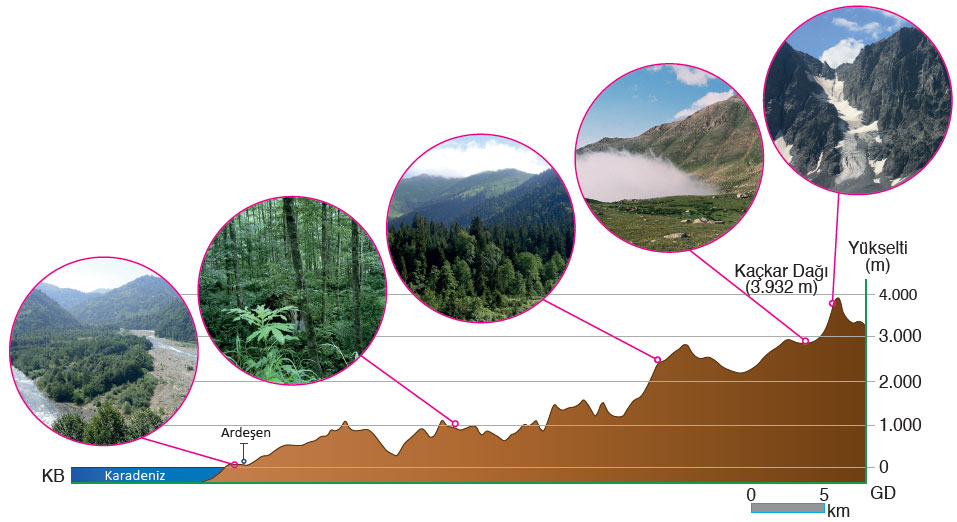 Kaçkar Dağı
(3.932 m)
Yükselti
(m)
4.000
3.000
2.000
1.000
0
Ardeşen
KB
Karadeniz
GD
0 5
km